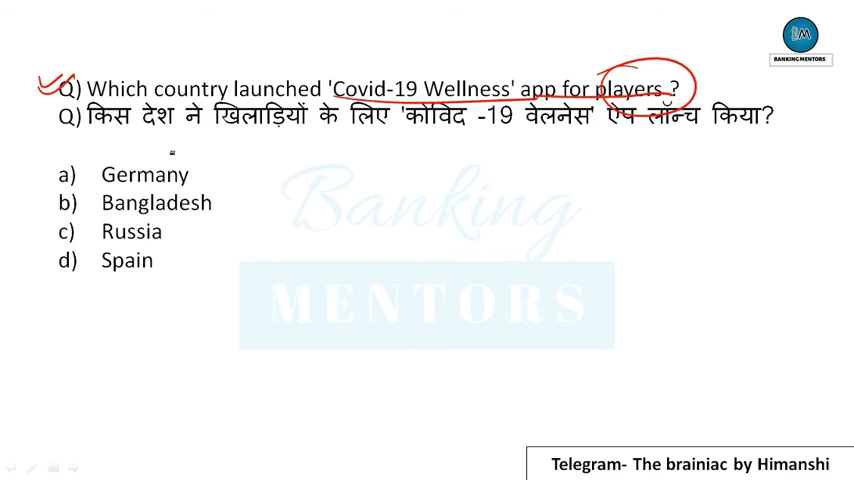 BM
BANKING MENTORS
Q) Which country launched 'Covid-19 Wellness' app for players ?
Q) किस देश ने खिलाड़ियों के लिए 'कोविद -19 वेलनेस' ऐप लॉन्च किया?
a) Germany
b) Bangladesh
c) Russia
d) Spain
Banking
MENTORS
Telegram- The brainiac by Himanshi